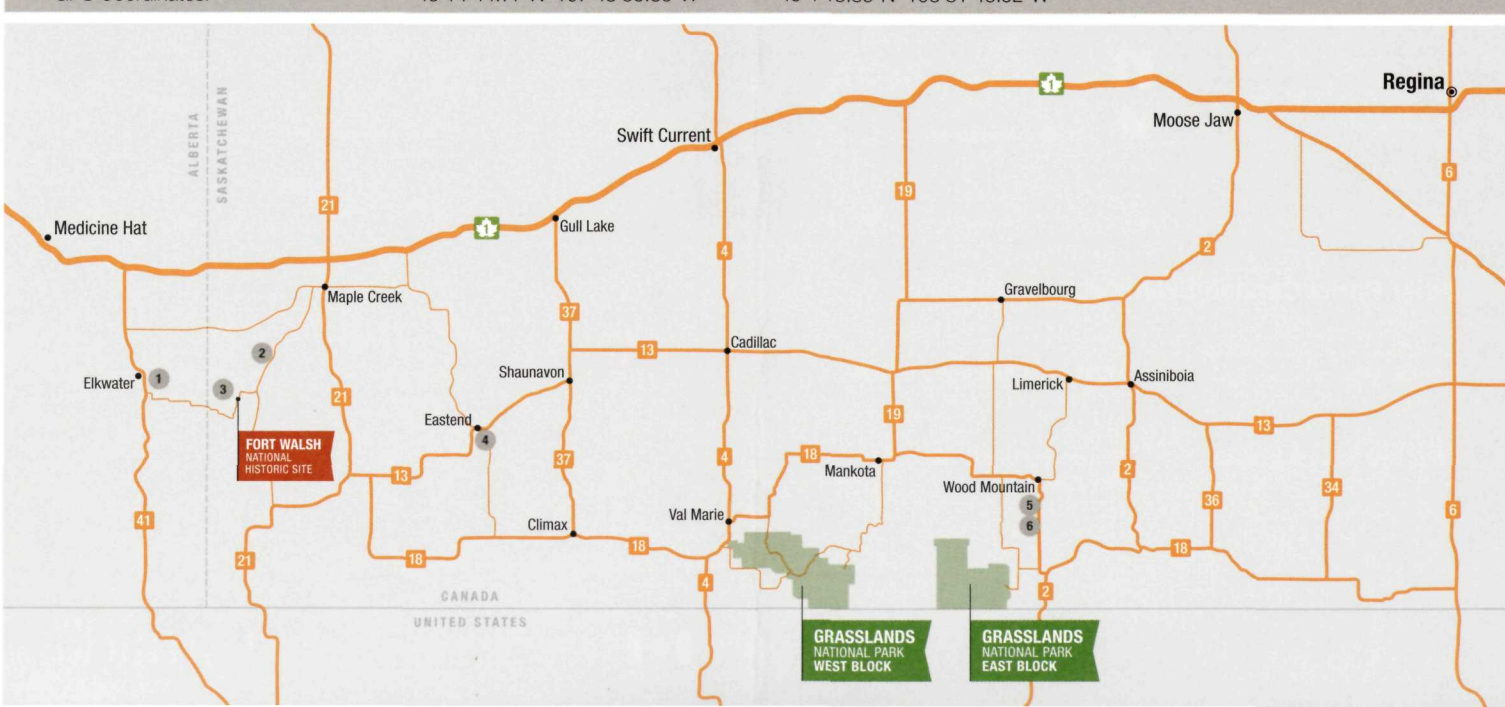 ALBERTA
SASKATCHEWAN
21
1
Regina
Moose Jaw
Swift Current
6
19
Medicine Hat
1
Gull Lake
4
2
Maple Creek
Gravelbourg
37
2
13
Cadillac
Elkwater
1
3
Shaunavon
Limerick
Assiniboia
21
19
Eastend
4
13
FORT WALSH
NATIONAL
HISTORIC SITE
13
37
4
18
Mankota
2
Wood Mountain
34
36
5
6
41
Climax
Val Marie
6
21
18
18
18
4
2
CANADA
UNITED STATES
GRASSLANDS
NATIONAL PARK
WEST BLOCK
GRASSLANDS
NATIONAL PARK
EAST BLOCK